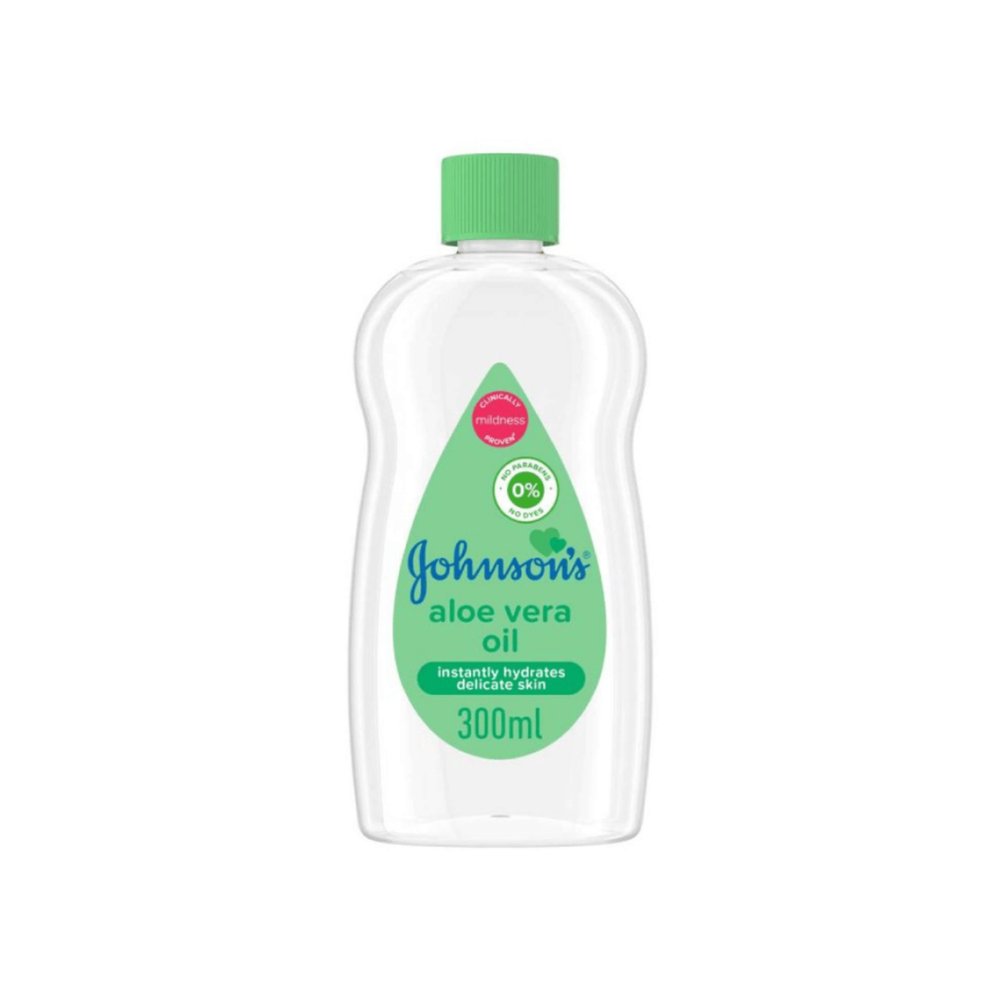 CLINICALLY
mildness
PROVEN*
NO PARABENS
0%
NO DYES
Johnson's®
aloe vera
oil
instantly hydrates
delicate skin
300ml